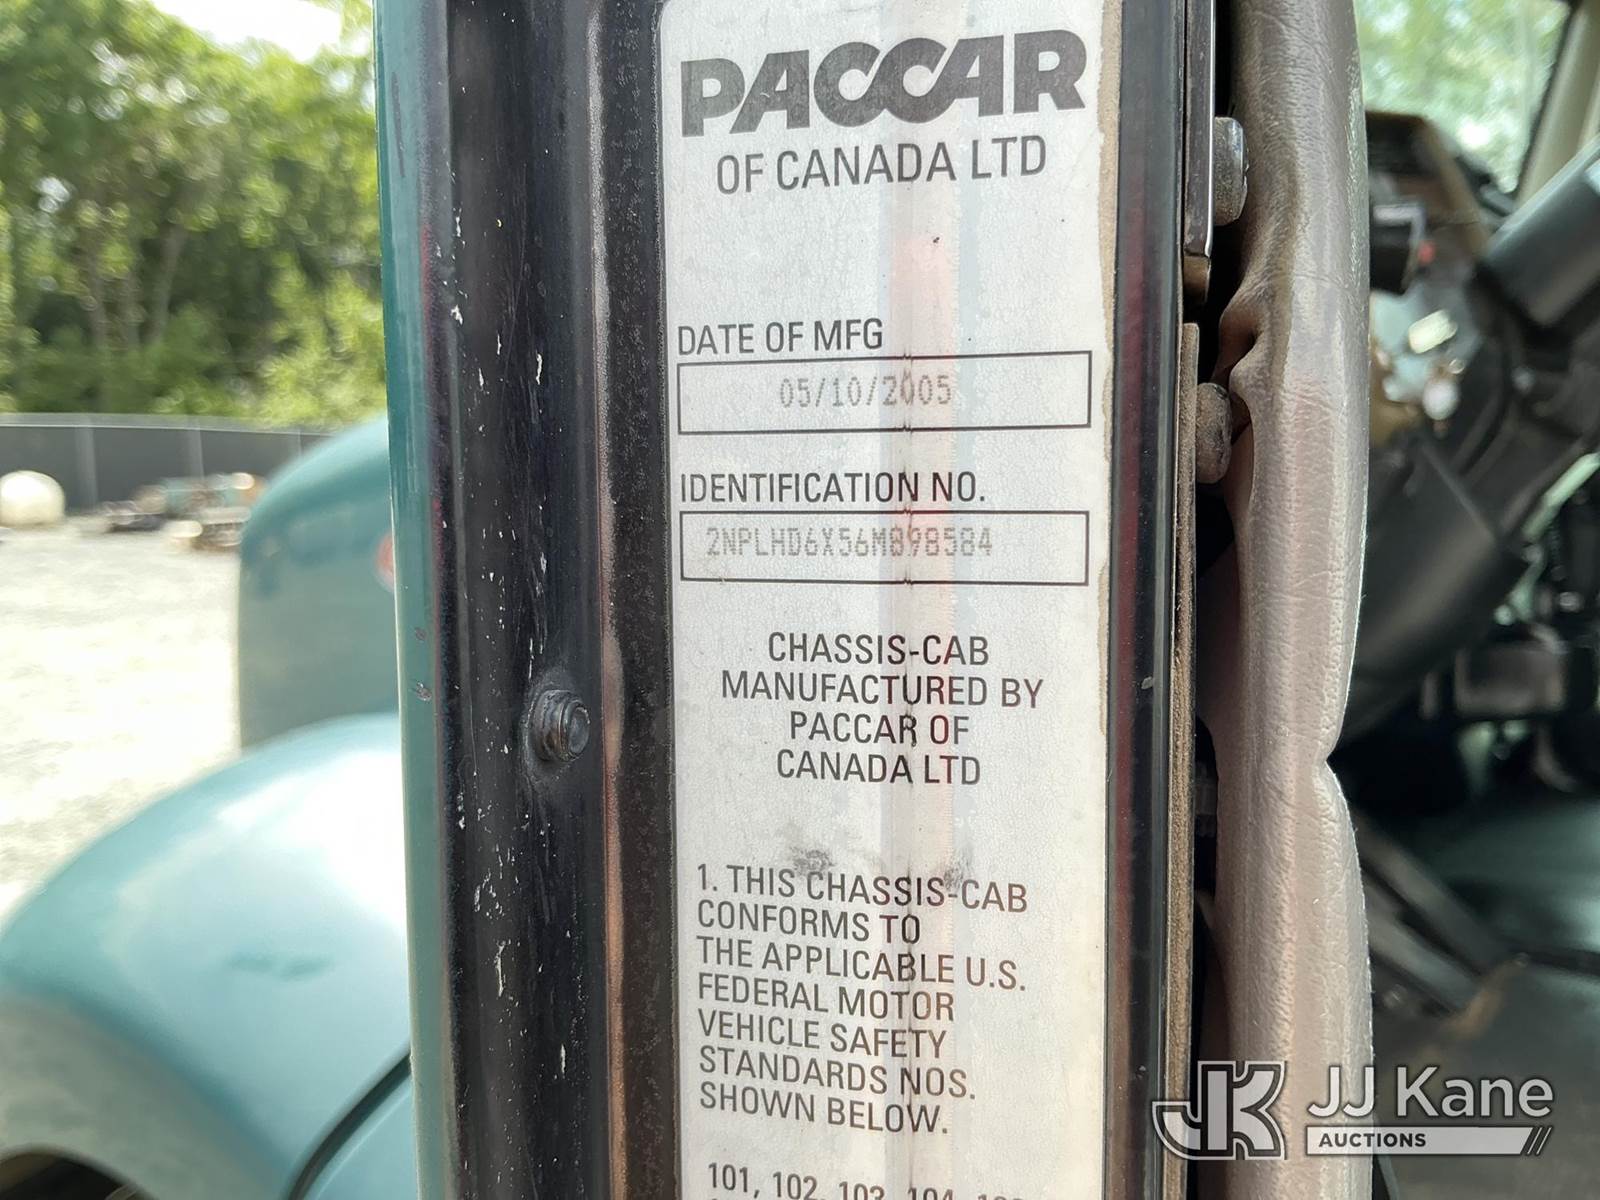 PACCAR
OF CANADA LTD
DATE OF MFG
05/10/2005
IDENTIFICATION NO.
2NPLHD6X56M898584
CHASSIS-CAB
MANUFACTURED BY
PACCAR OF
CANADA LTD
1. THIS CHASSIS-CAB
CONFORMS TO
THE APPLICABLE U.S.
FEDERAL MOTOR
VEHICLE SAFETY
STANDARDS NOS.
SHOWN BELOW.
101, 102, 103, 104,
JK JJ Kane
AUCTIONS